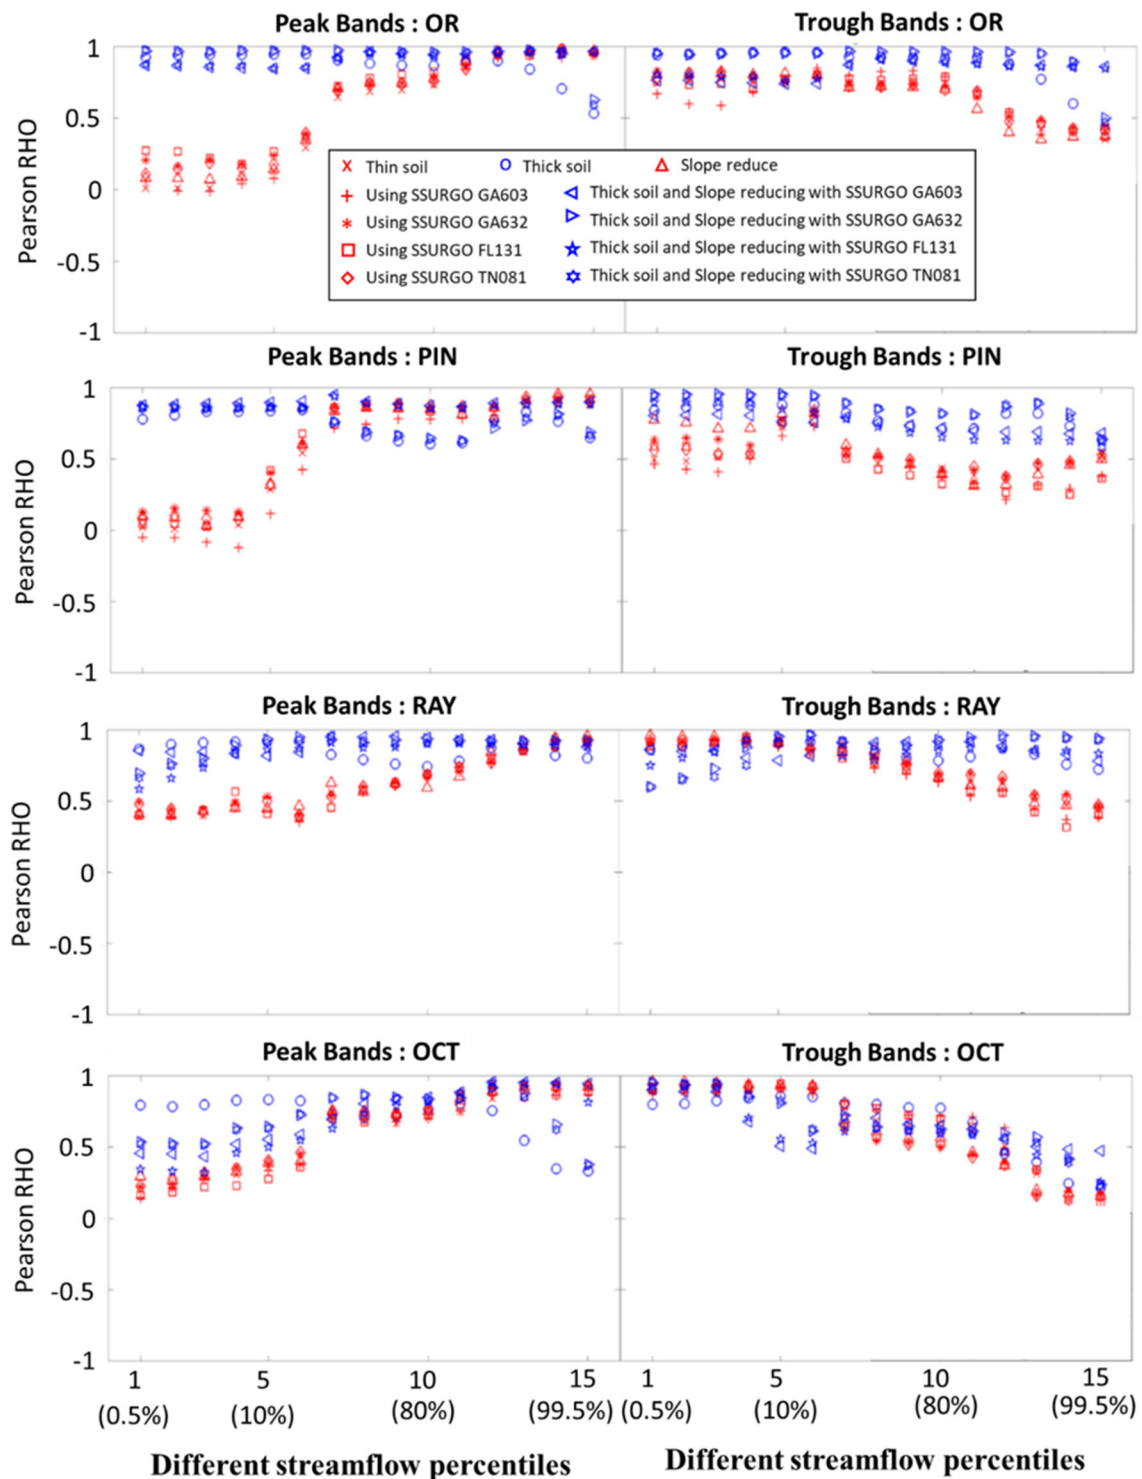 Peak Bands : OR
Trough Bands : OR
Pearson RHO
1
0.5
0
-0.5
-1
Thin soil
Thick soil
Slope reduce
Using SSURGO GA603
Using SSURGO GA632
Using SSURGO FL131
Using SSURGO TN081
Thick soil and Slope reducing with SSURGO GA603
Thick soil and Slope reducing with SSURGO GA632
Thick soil and Slope reducing with SSURGO FL131
Thick soil and Slope reducing with SSURGO TN081
Peak Bands : PIN
Trough Bands : PIN
Pearson RHO
1
0.5
0
-0.5
-1
Peak Bands : RAY
Trough Bands : RAY
Pearson RHO
1
0.5
0
-0.5
-1
Peak Bands : OCT
Trough Bands : OCT
Pearson RHO
1
0.5
0
-0.5
-1
1 5 10 15 1 5 10 15
(0.5%) (10%) (80%) (99.5%) (0.5%) (10%) (80%) (99.5%)
Different streamflow percentiles
Different streamflow percentiles